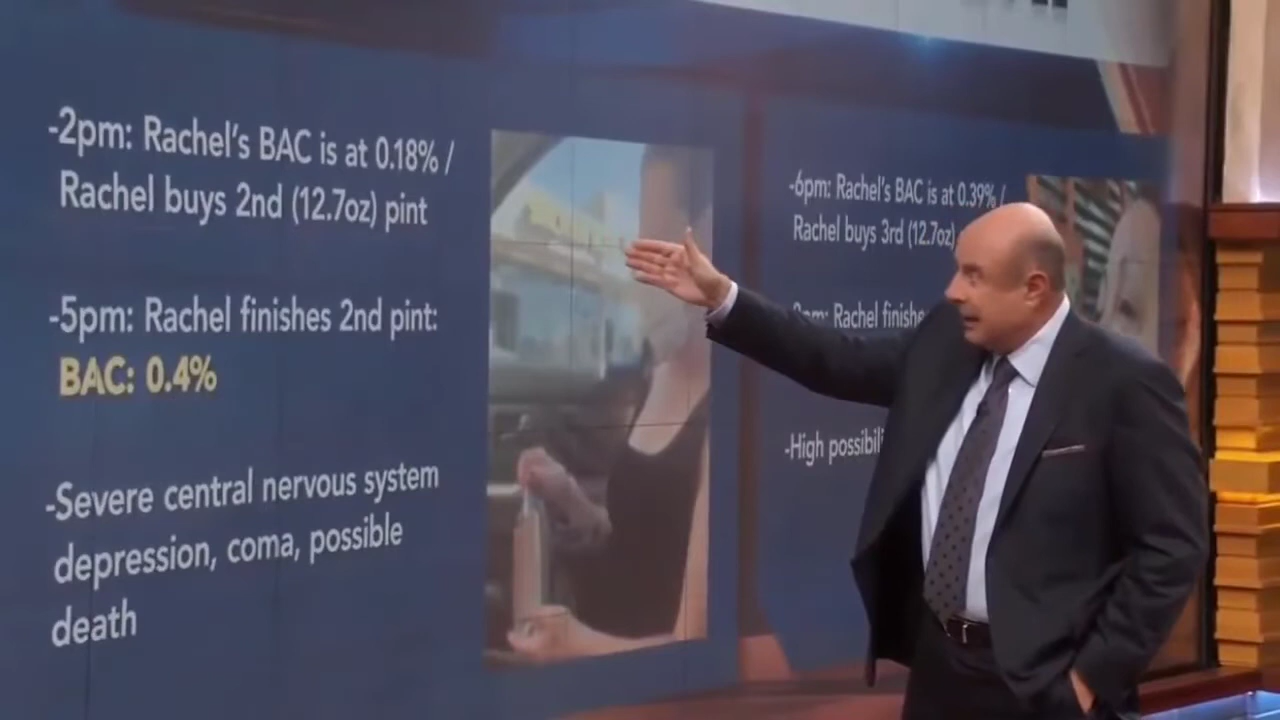 -2pm: Rachel's BAC is at 0.18% /
Rachel buys 2nd (12.7oz) pint
-5pm: Rachel finishes 2nd pint:
BAC: 0.4%
-Severe central nervous system
depression, coma, possible
death
-6pm: Rachel's BAC is at 0.39% /
Rachel buys 3rd (12.7oz)
Rachel
-High